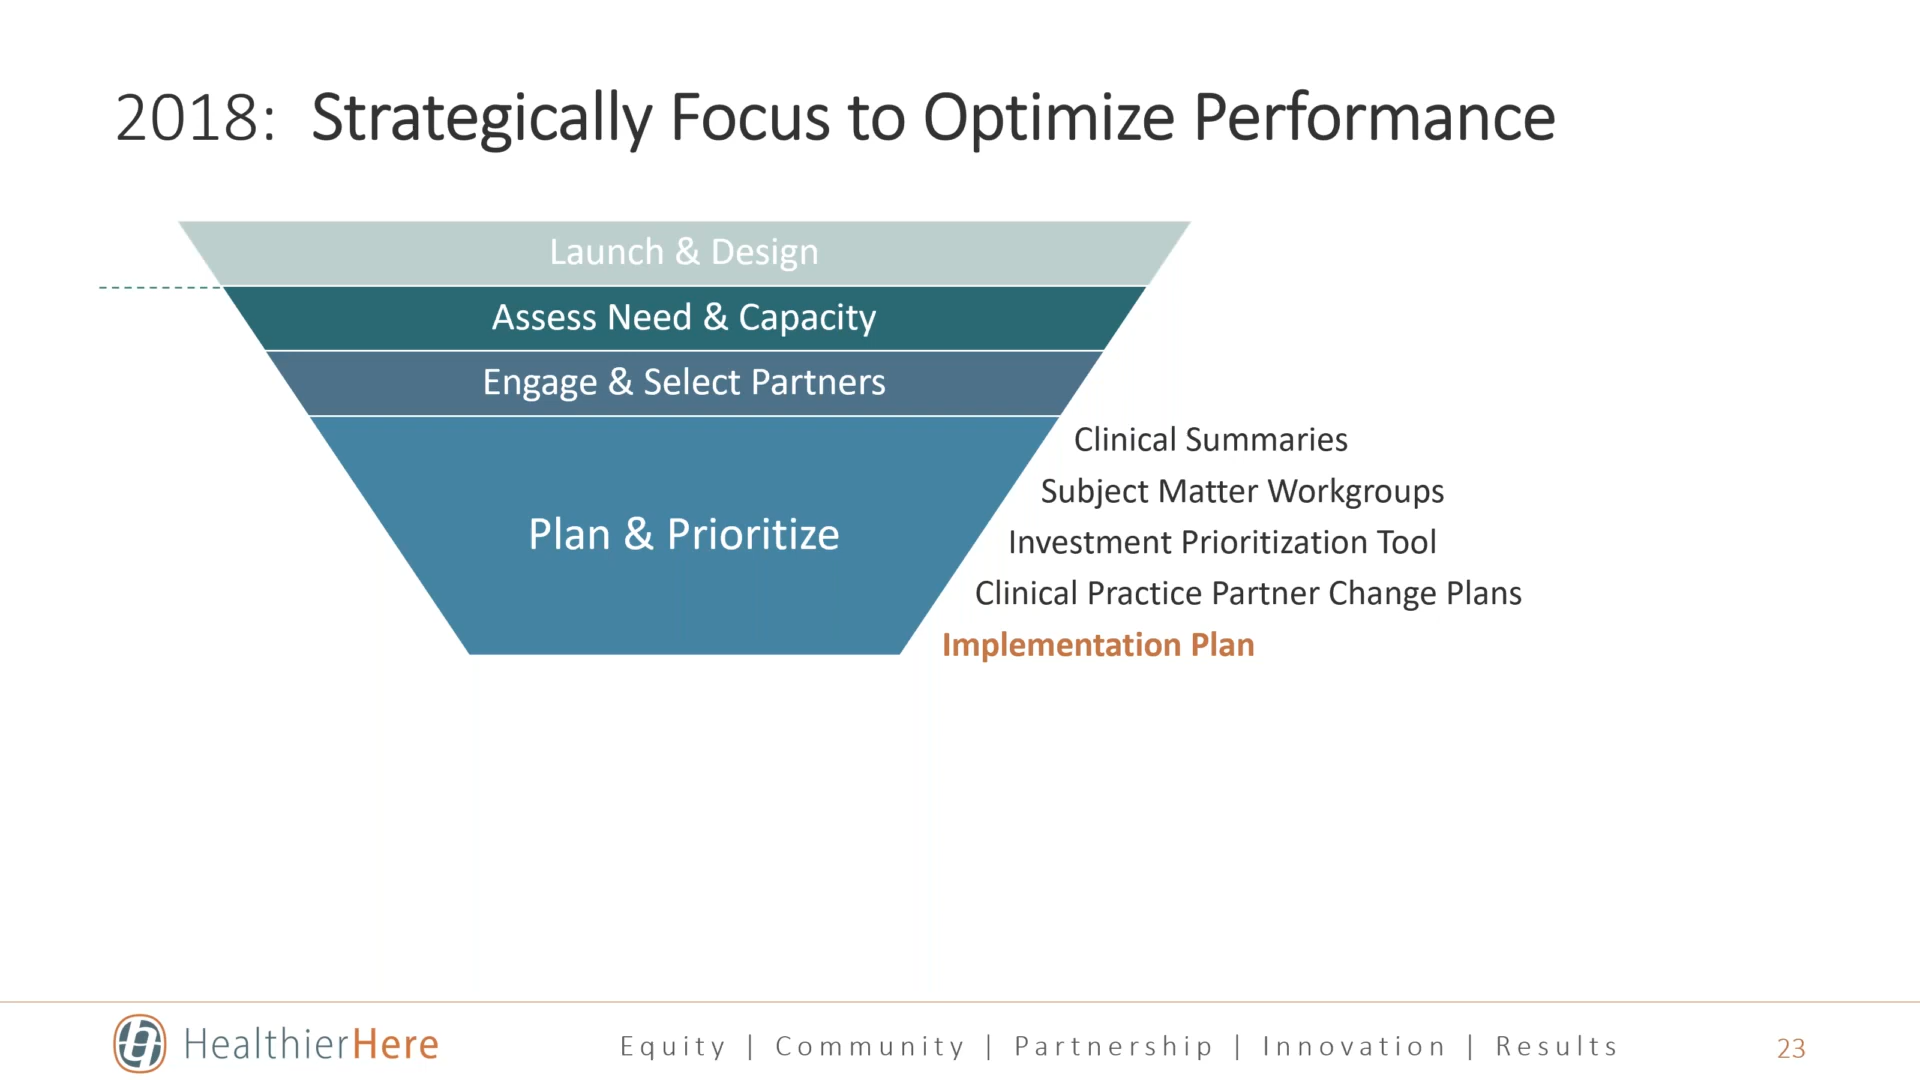 2018: Strategically Focus to Optimize Performance
Launch & Design
Assess Need & Capacity
Engage & Select Partners
Plan & Prioritize
Clinical Summaries
Subject Matter Workgroups
Investment Prioritization Tool
Clinical Practice Partner Change Plans
Implementation Plan
HealthierHere
Equity | Community | Partnership | Innovation | Results
23